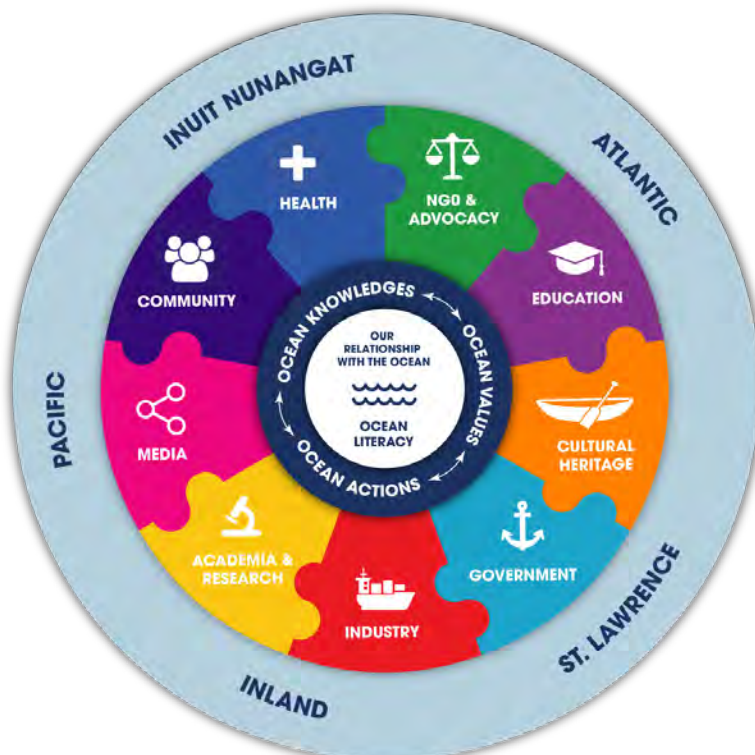 INUIT NUNANGAT
ATLANTIC
ST. LAWRENCE
INLAND
PACIFIC
HEALTH
NGO &
ADVOCACY
EDUCATION
CULTURAL
HERITAGE
GOVERNMENT
INDUSTRY
ACADEMIA &
RESEARCH
MEDIA
COMMUNITY
OCEAN KNOWLEDGES
OCEAN VALUES
OCEAN ACTIONS
OUR
RELATIONSHIP
WITH THE OCEAN
OCEAN
LITERACY